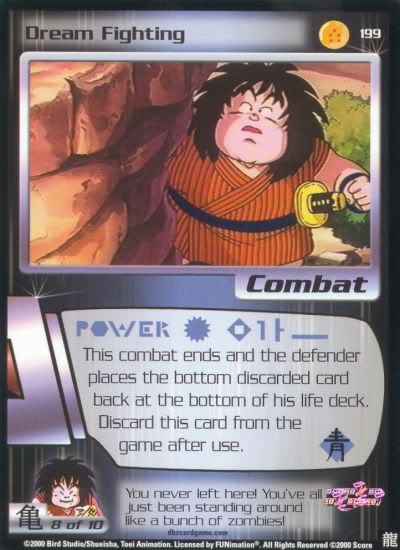 Dream Fighting 199
Combat
POWER
This combat ends and the defender
places the bottom discarded card
back at the bottom of his life deck.
Discard this card from the
game after use.
You never left here! You've all
just been standing around
like a bunch of zombies!
亀 8 of 10
dbzcardgame.com
©2000 Bird Studio/Shueisha, Toei Animation. Licensed by FUNimation®. All Rights Reserved ©2000 Score
龍